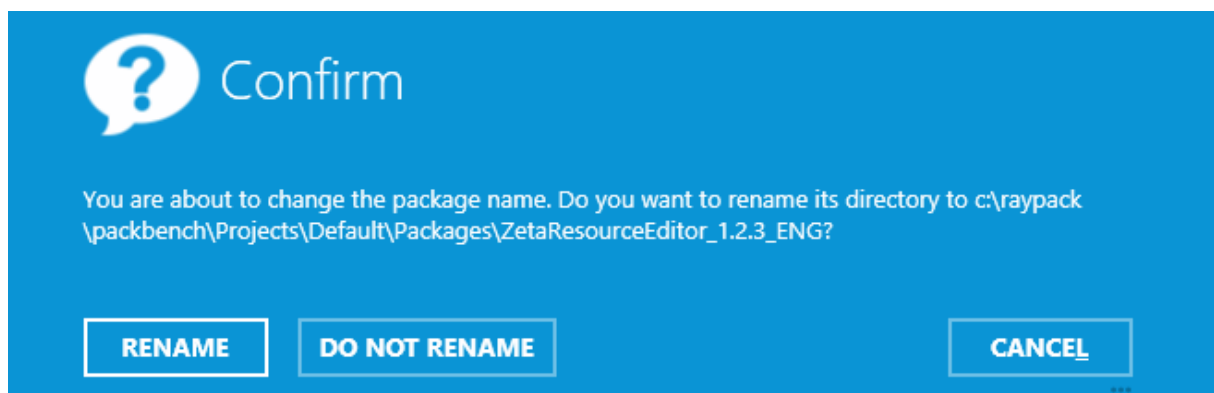 Confirm
You are about to change the package name. Do you want to rename its directory to c:\raypack
\packbench\Projects\Default\Packages\ZetaResourceEditor_1.2.3_ENG?
RENAME DO NOT RENAME CANCEL